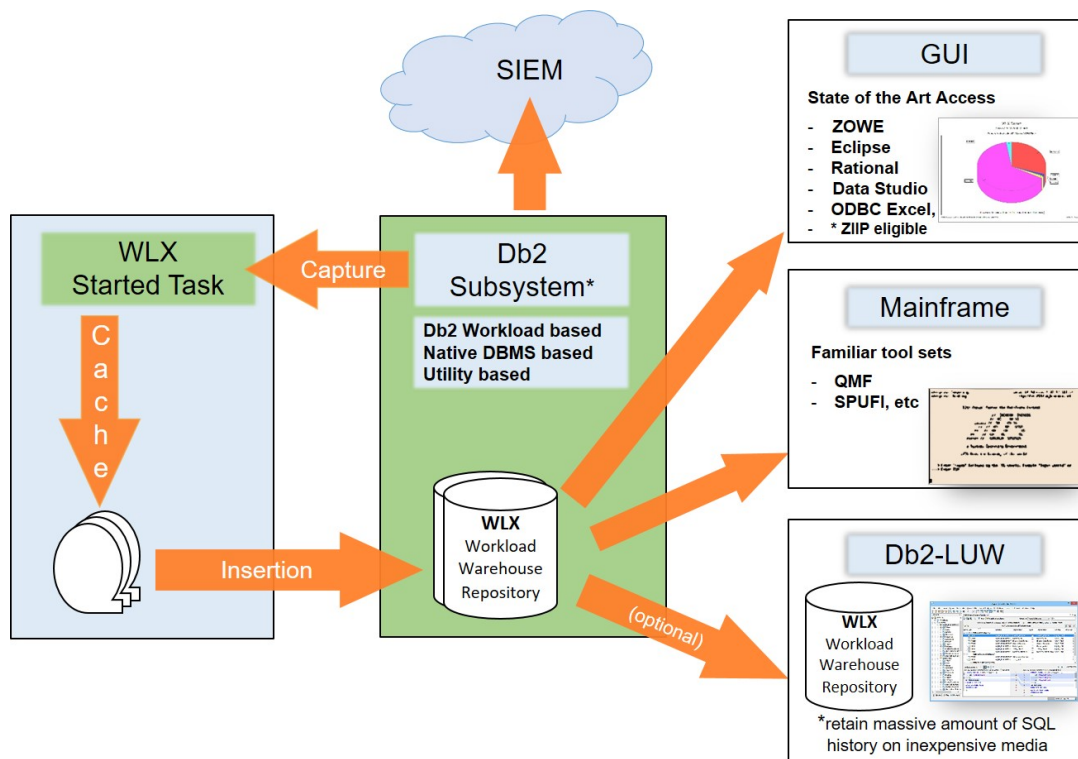 SIEM
WLX
Started Task
Capture
Cache
Insertion
Db2
Subsystem*
Db2 Workload based
Native DBMS based
Utility based
WLX
Workload
Warehouse
Repository
(optional)
GUI
State of the Art Access
- ZOWE
- Eclipse
- Rational
- Data Studio
- ODBC Excel,
- * ZIIP eligible
Mainframe
Familiar tool sets
- QMF
- SPUFI, etc
Db2-LUW
WLX
Workload
Warehouse
Repository
*retain massive amount of SQL
history on inexpensive media